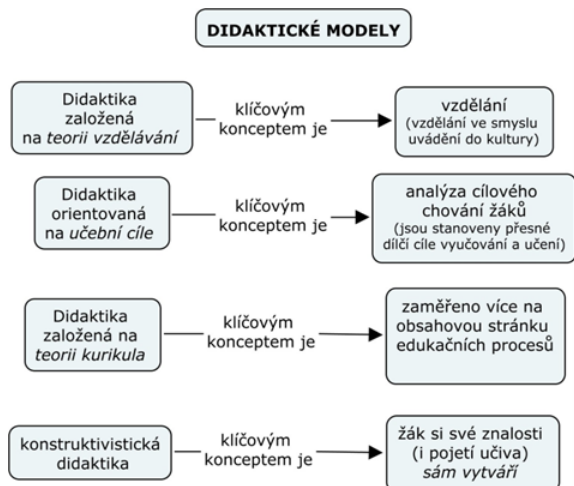 DIDAKTICKÉ MODELY
Didaktika
založená
na teorii vzdělávání
klíčovým
konceptem je
vzdělání
(vzdělání ve smyslu
uvádění do kultury)
Didaktika
orientovaná
na učební cíle
klíčovým
konceptem je
analýza cílového
chování žáků
(jsou stanoveny přesné
dílčí cíle vyučování a učení)
Didaktika
založená na
teorii kurikula
klíčovým
konceptem je
zaměřeno více na
obsahovou stránku
edukačních procesů
konstruktivistická
didaktika
klíčovým
konceptem je
žák si své znalosti
(i pojetí učiva)
sám vytváří